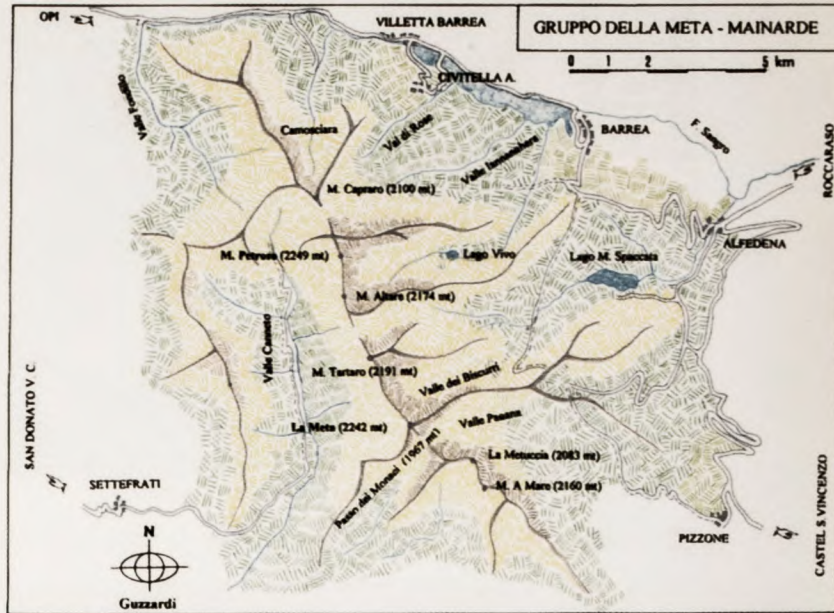 OPI
VILLETTA BARREA
GRUPPO DELLA META - MAINARDE
0 1 2 5 km
CIVITELLA A.
Valle Fondillo
Camosciara
Val di Rose
Valle Iannanghera
BARREA
F. Sangro
ROCCARASO
M. Capraro (2100 mt)
ALFEDENA
M. Petroso (2249 mt)
Lago Vivo
Lago M. Spaccata
M. Altare (2174 mt)
Valle Canneto
M. Tartaro (2191 mt)
Valle dei Biscurri
SAN DONATO V. C.
La Meta (2242 mt)
Valle Panana
Passo dei Monaci (1967 mt)
La Metuccia (2083 mt)
M. A Mare (2160 mt)
SETTEFRATI
PIZZONE
CASTEL S. VINCENZO
N
Guzzardi